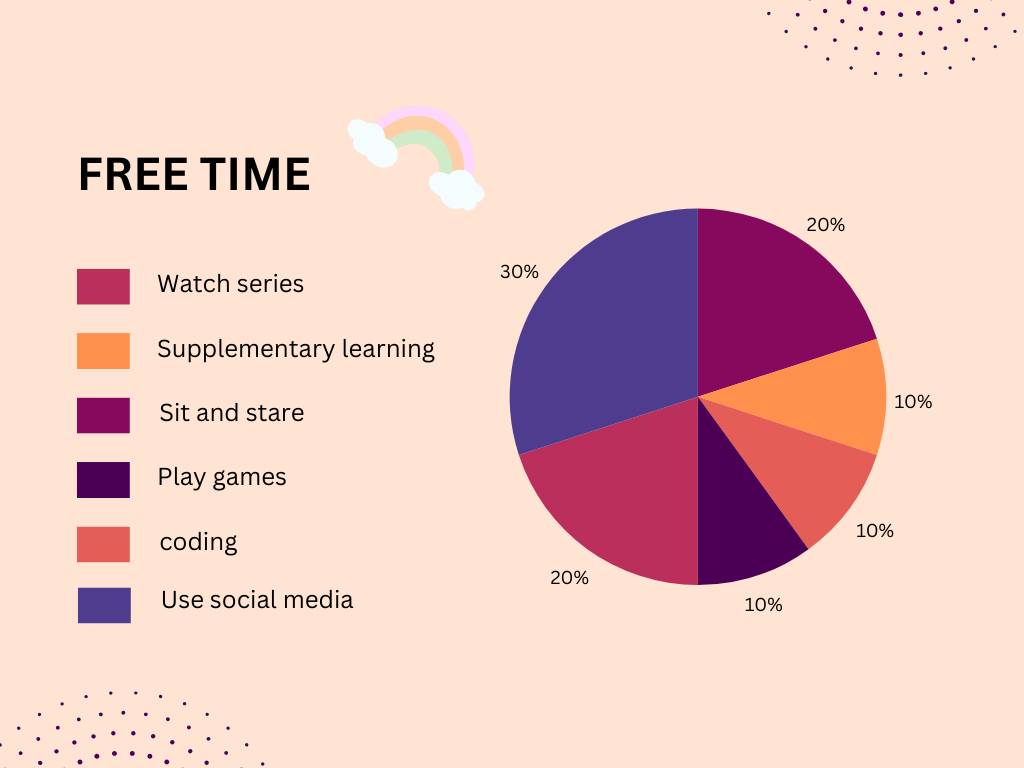 FREE TIME
Watch series
Supplementary learning
Sit and stare
Play games
coding
Use social media
20%
30%
10%
10%
20%
10%